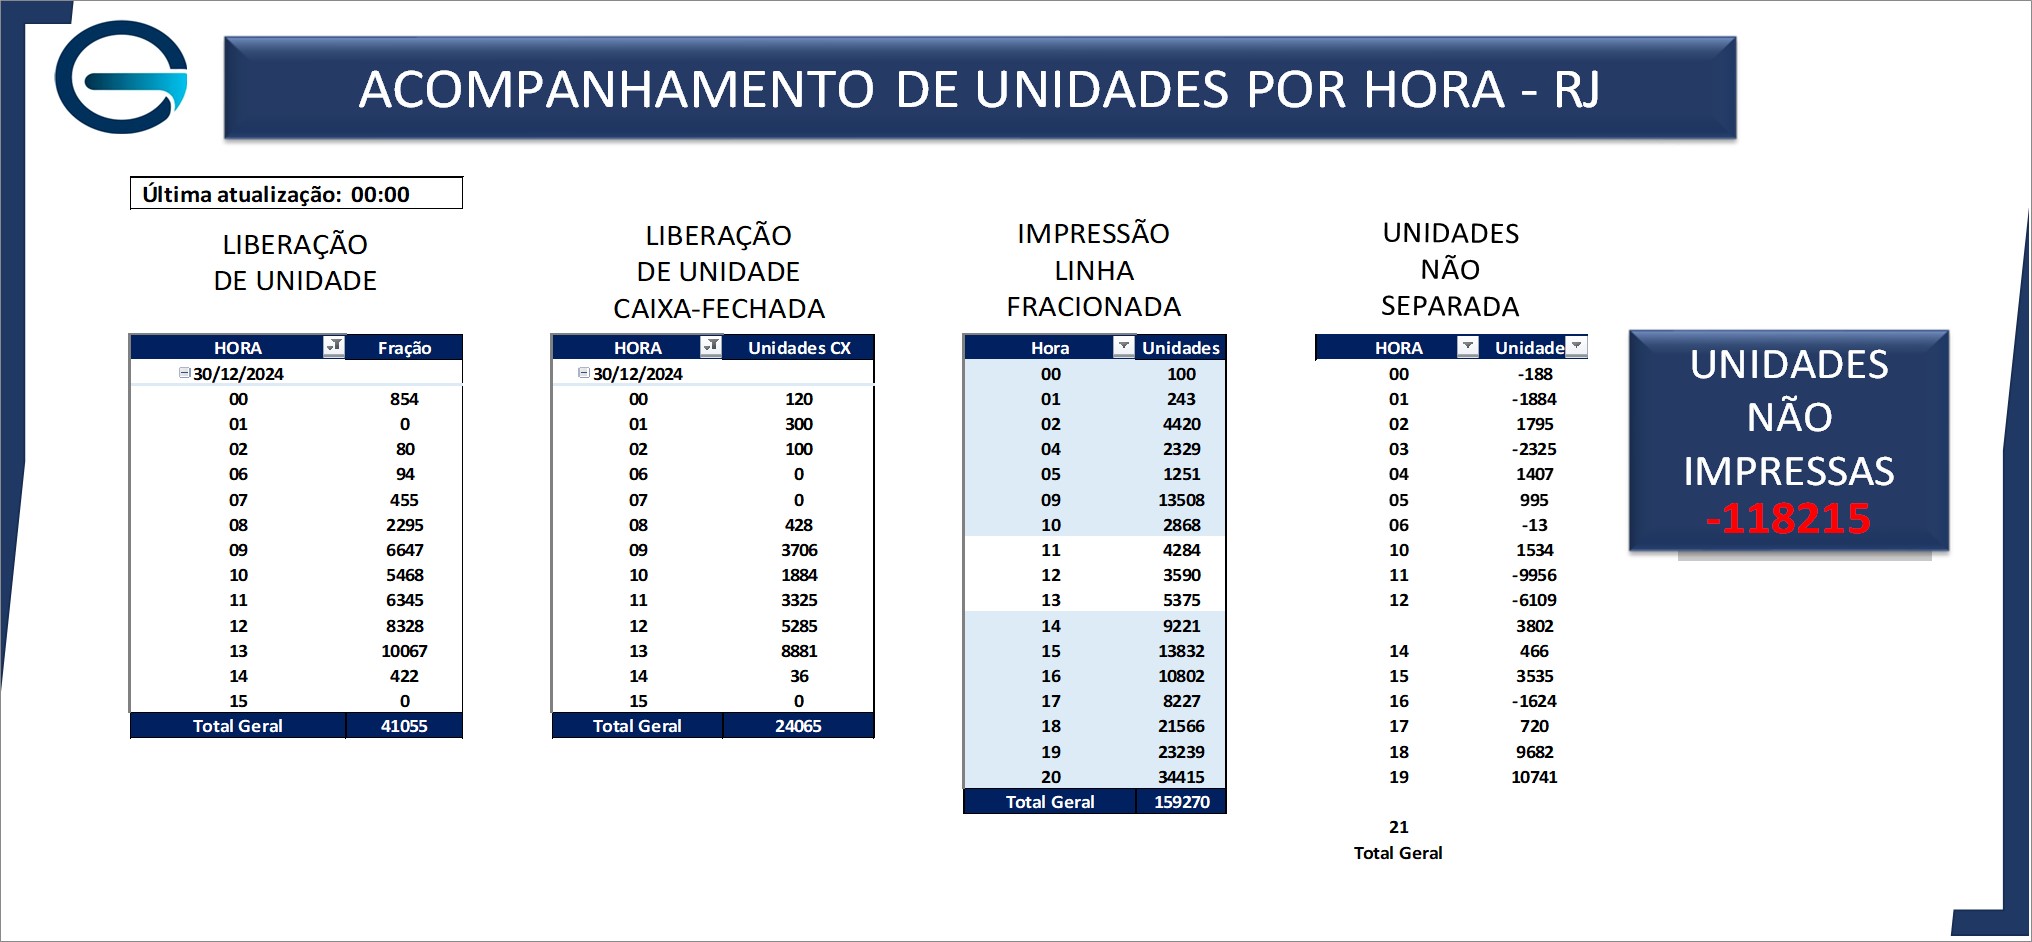 ACOMPANHAMENTO DE UNIDADES POR HORA - RJ
Última atualização: 00:00
LIBERAÇÃO
DE UNIDADE
HORA Fração
30/12/2024
00 854
01 0
02 80
06 94
07 455
08 2295
09 6647
10 5468
11 6345
12 8328
13 10067
14 422
15 0
Total Geral 41055
LIBERAÇÃO
DE UNIDADE
CAIXA-FECHADA
HORA Unidades CX
30/12/2024
00 120
01 300
02 100
06 0
07 0
08 428
09 3706
10 1884
11 3325
12 5285
13 8881
14 36
15 0
Total Geral 24065
IMPRESSÃO
LINHA
FRACIONADA
Hora Unidades
00 100
01 243
02 4420
04 2329
05 1251
09 13508
10 2868
11 4284
12 3590
13 5375
14 9221
15 13832
16 10802
17 8227
18 21566
19 23239
20 34415
Total Geral 159270
UNIDADES
NÃO
SEPARADA
HORA Unidade
00 -188
01 -1884
02 1795
03 -2325
04 1407
05 995
06 -13
10 1534
11 -9956
12 -6109
3802
14 466
15 3535
16 -1624
17 720
18 9682
19 10741
21
Total Geral
UNIDADES
NÃO
IMPRESSAS
-118215